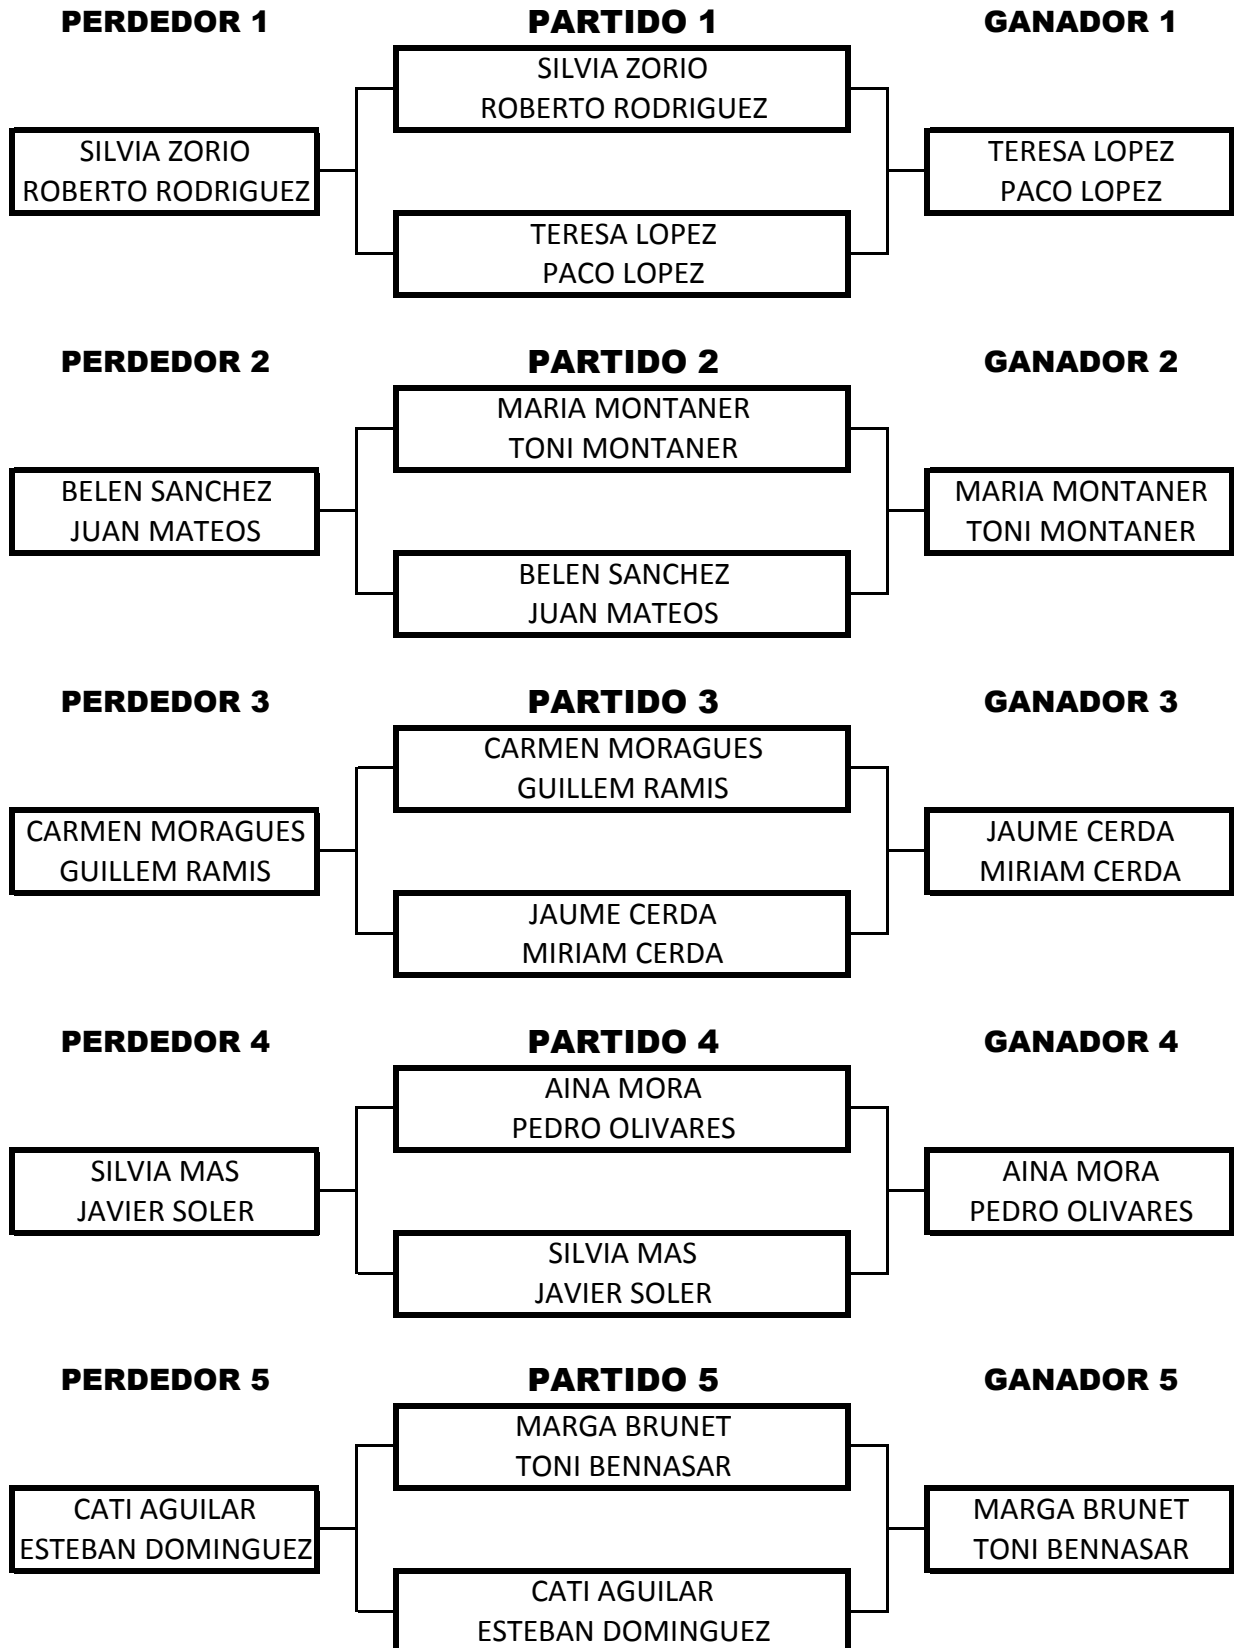 PERDEDOR 1
PARTIDO 1
GANADOR 1
SILVIA ZORIO
ROBERTO RODRIGUEZ
SILVIA ZORIO
ROBERTO RODRIGUEZ
TERESA LOPEZ
PACO LOPEZ
TERESA LOPEZ
PACO LOPEZ
PERDEDOR 2
PARTIDO 2
GANADOR 2
MARIA MONTANER
TONI MONTANER
BELEN SANCHEZ
JUAN MATEOS
MARIA MONTANER
TONI MONTANER
BELEN SANCHEZ
JUAN MATEOS
PERDEDOR 3
PARTIDO 3
GANADOR 3
CARMEN MORAGUES
GUILLEM RAMIS
CARMEN MORAGUES
GUILLEM RAMIS
JAUME CERDA
MIRIAM CERDA
JAUME CERDA
MIRIAM CERDA
PERDEDOR 4
PARTIDO 4
GANADOR 4
AINA MORA
PEDRO OLIVARES
SILVIA MAS
JAVIER SOLER
AINA MORA
PEDRO OLIVARES
SILVIA MAS
JAVIER SOLER
PERDEDOR 5
PARTIDO 5
GANADOR 5
MARGA BRUNET
TONI BENNASAR
CATI AGUILAR
ESTEBAN DOMINGUEZ
MARGA BRUNET
TONI BENNASAR
CATI AGUILAR
ESTEBAN DOMINGUEZ